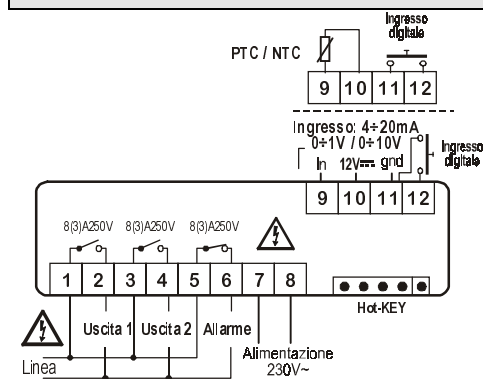 Ingresso
digitale
PTC / NTC
9 10 11 12
Ingresso: 4÷20mA
0÷1V / 0÷10V
In 12V gnd
Ingresso
digitale
9 10 11 12
8(3)A250V 8(3)A250V 8(3)A250V
1 2 3 4 5 6 7 8
Hot-KEY
Uscita 1 Uscita 2 Allarme
Linea
Alimentazione
230V~